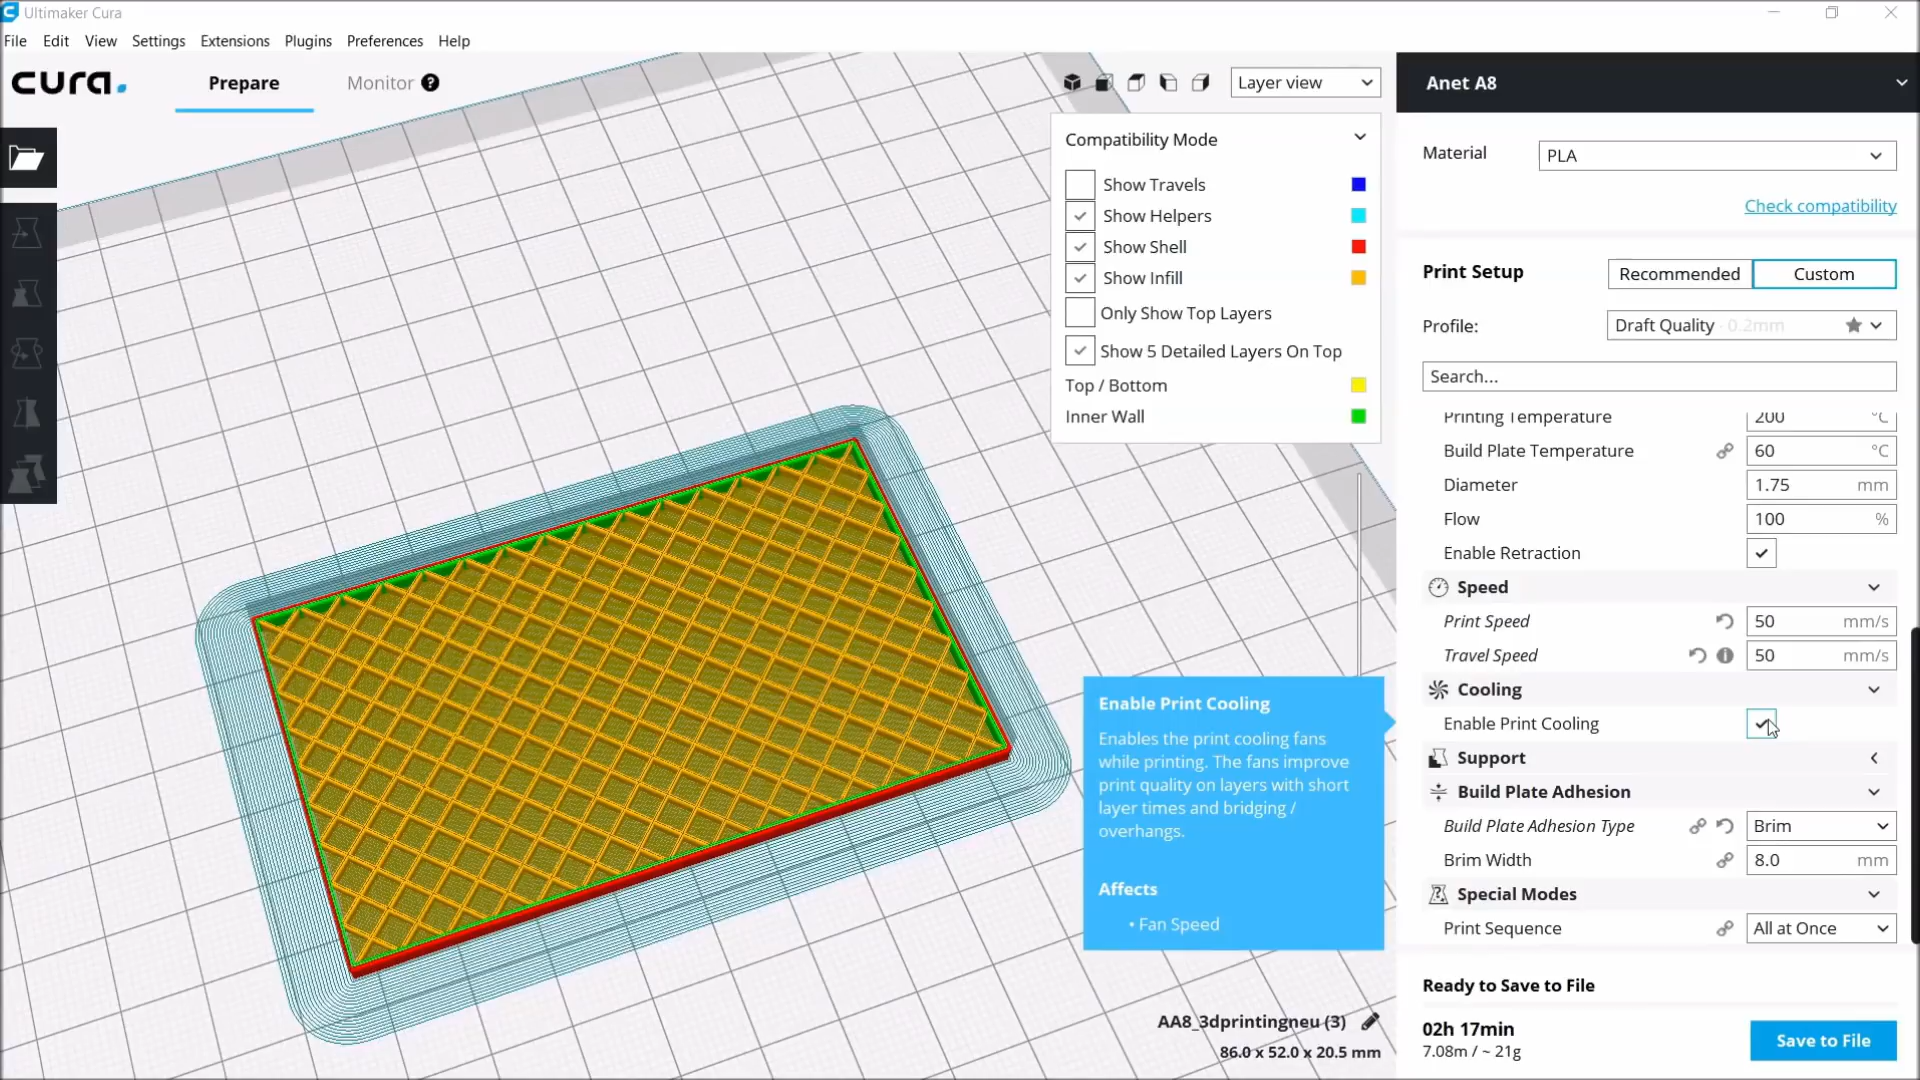 Ultimaker Cura
File Edit View Settings Extensions Plugins Preferences Help
cura.
Prepare
Monitor ?
Layer view
Compatibility Mode
Show Travels
Show Helpers
Show Shell
Show Infill
Only Show Top Layers
Show 5 Detailed Layers On Top
Top / Bottom
Inner Wall
Anet A8
Material PLA
Check compatibility
Print Setup Recommended Custom
Profile: Draft Quality - 0.2mm
Search...
Printing Temperature 200 °C
Build Plate Temperature 60 °C
Diameter 1.75 mm
Flow 100 %
Enable Retraction
Speed
Print Speed 50 mm/s
Travel Speed 50 mm/s
Cooling
Enable Print Cooling
Support
Build Plate Adhesion
Build Plate Adhesion Type Brim
Brim Width 8.0 mm
Special Modes
Print Sequence All at Once
Enable Print Cooling
Enables the print cooling fans
while printing. The fans improve
print quality on layers with short
layer times and bridging /
overhangs.
Affects
• Fan Speed
AA8_3dprintingneu (3)
86.0 x 52.0 x 20.5 mm
Ready to Save to File
02h 17min
7.08m / ~ 21g
Save to File